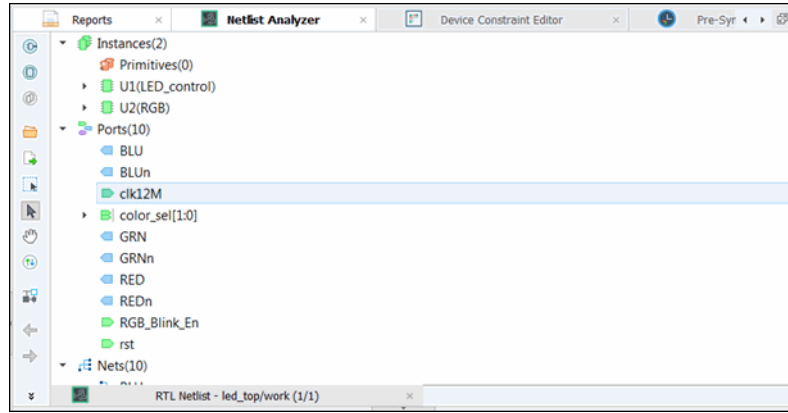 Reports × Netlist Analyzer × Device Constraint Editor × Pre-Syr
Instances(2)
Primitives(0)
U1(LED_control)
U2(RGB)
Ports(10)
BLU
BLUn
clk12M
color_sel[1:0]
GRN
GRNn
RED
REDn
RGB_Blink_En
rst
Nets(10)
RTL Netlist - led_top/work (1/1) ×